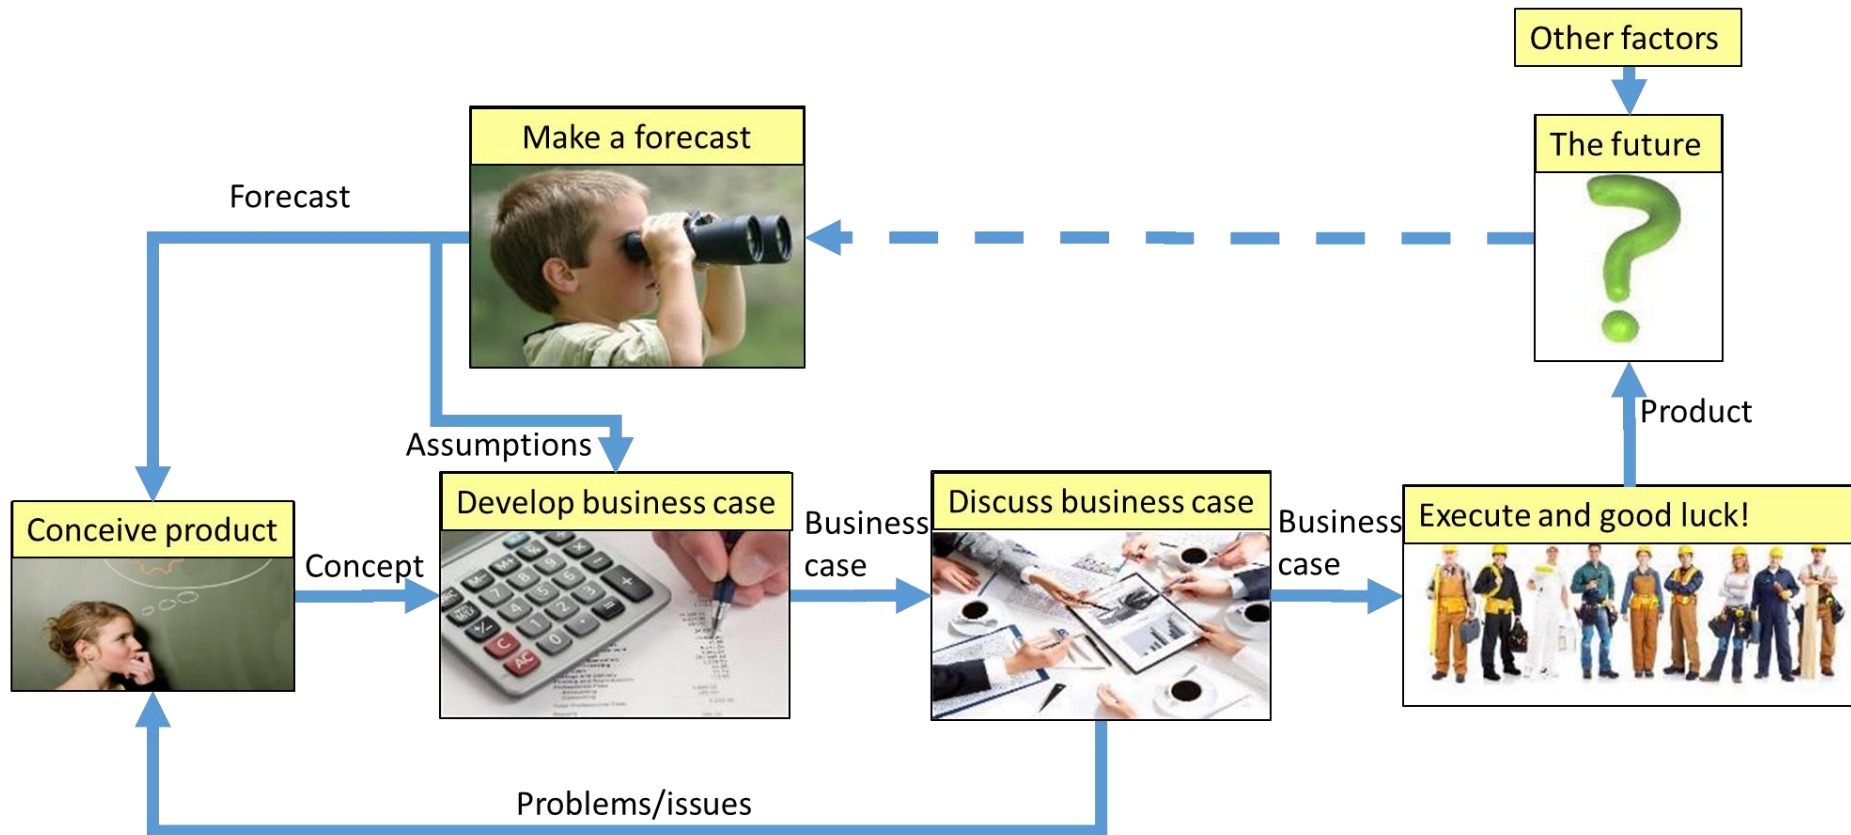 Other factors
Make a forecast
The future
Forecast
Product
Assumptions
Conceive product
Develop business case
Discuss business case
Execute and good luck!
Concept
Business
case
Business
case
Problems/issues